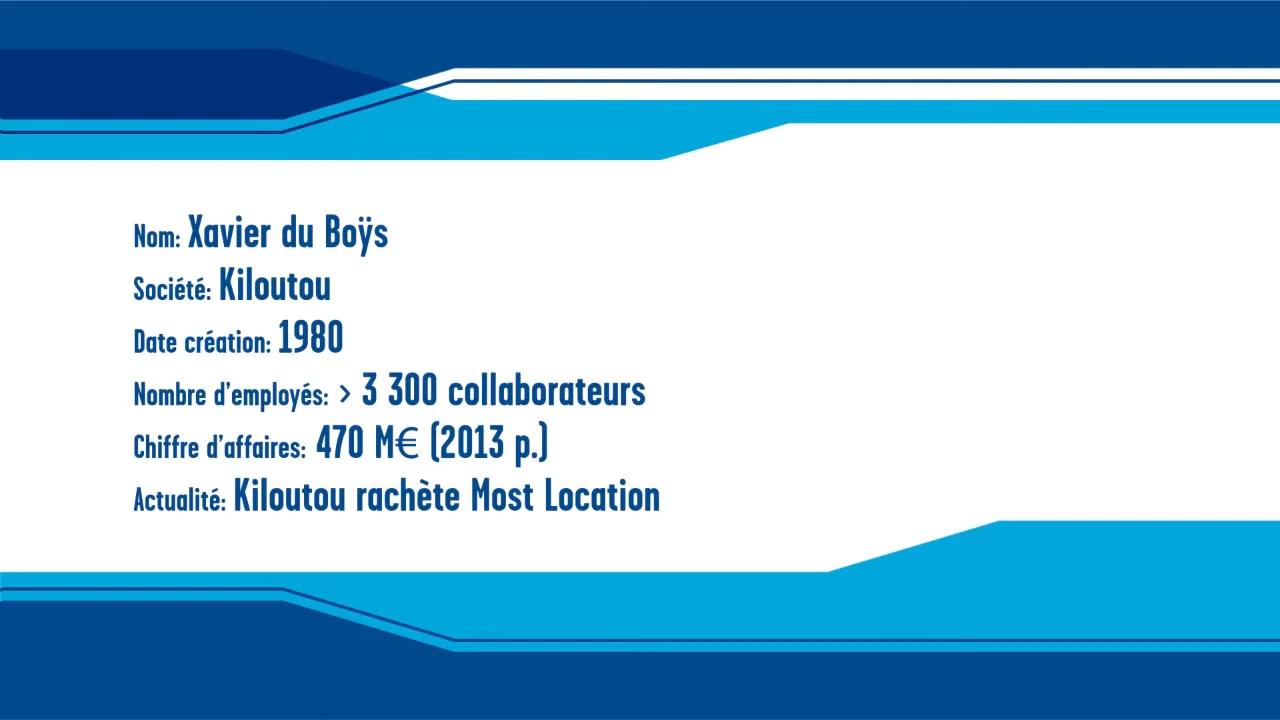 Nom: Xavier du Boÿs
Société: Kiloutou
Date création: 1980
Nombre d'employés: > 3 300 collaborateurs
Chiffre d'affaires: 470 M€ (2013 p.)
Actualité: Kiloutou rachète Most Location